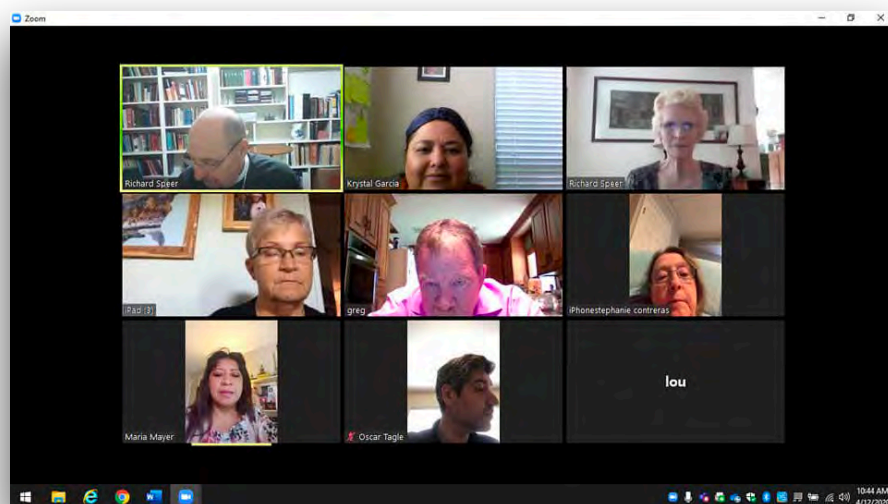 Zoom
Richard Speer
Krystal Garcia
Richard Speer
iPad (3)
greg
iPhonestephanie contreras
Maria Mayer
Oscar Tagle
lou
10:44 AM